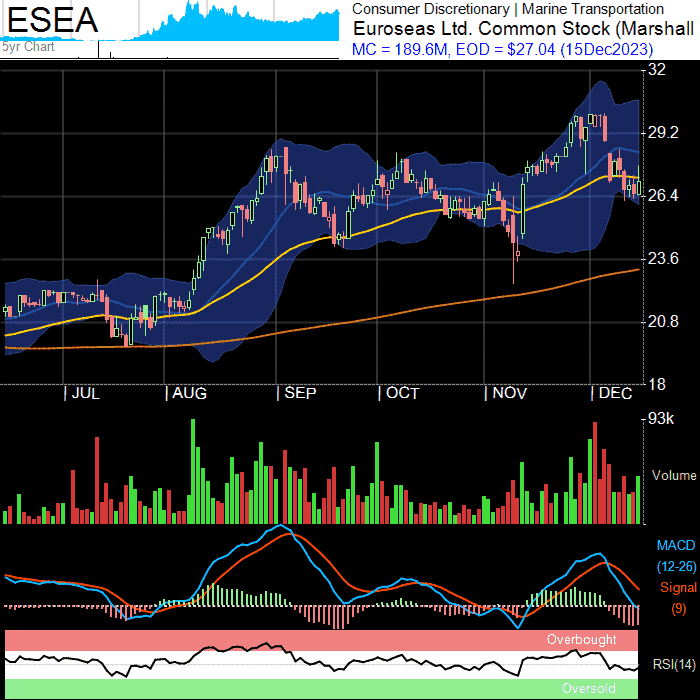 ESEA
5yr Chart
Consumer Discretionary | Marine Transportation
Euroseas Ltd. Common Stock (Marshall
MC = 189.6M, EOD = $27.04 (15Dec2023)
32
29.2
26.4
23.6
20.8
18
| JUL | AUG | SEP | OCT | NOV | DEC
93k
Volume
MACD
(12-26)
Signal
(9)
Overbought
RSI(14)
Oversold